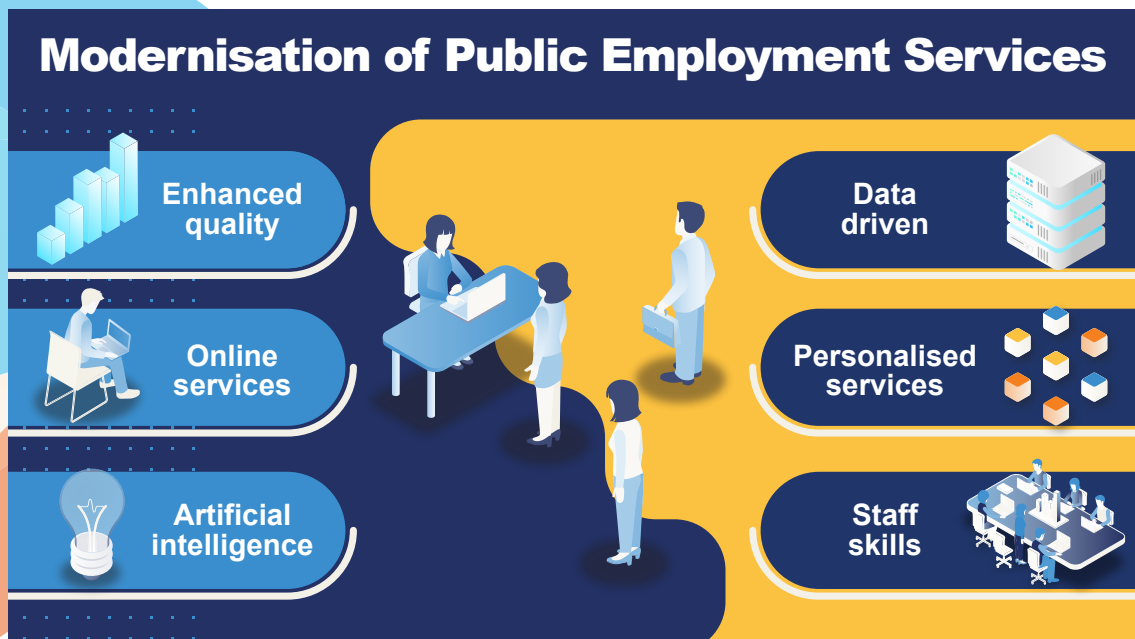 Modernisation of Public Employment Services
Enhanced
quality
Online
services
Artificial
intelligence
Data
driven
Personalised
services
Staff
skills